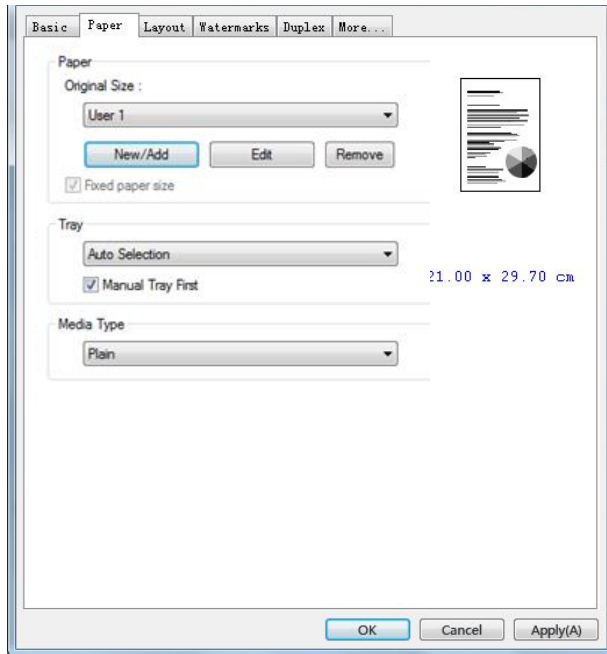 Basic Paper Layout Watermarks Duplex More...
Paper
Original Size :
User 1
New/Add Edit Remove
Fixed paper size
Tray
Auto Selection
Manual Tray First
21.00 x 29.70 cm
Media Type
Plain
OK Cancel Apply(A)